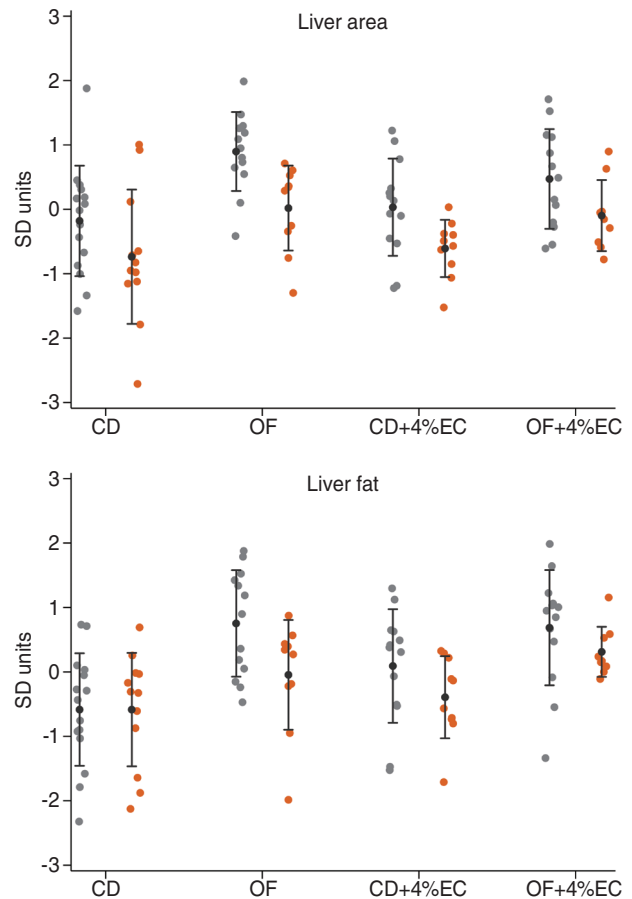 Liver area
3
2
1
0
-1
-2
-3
SD units
CD
OF
CD+4%EC
OF+4%EC
Liver fat
3
2
1
0
-1
-2
-3
SD units
CD
OF
CD+4%EC
OF+4%EC